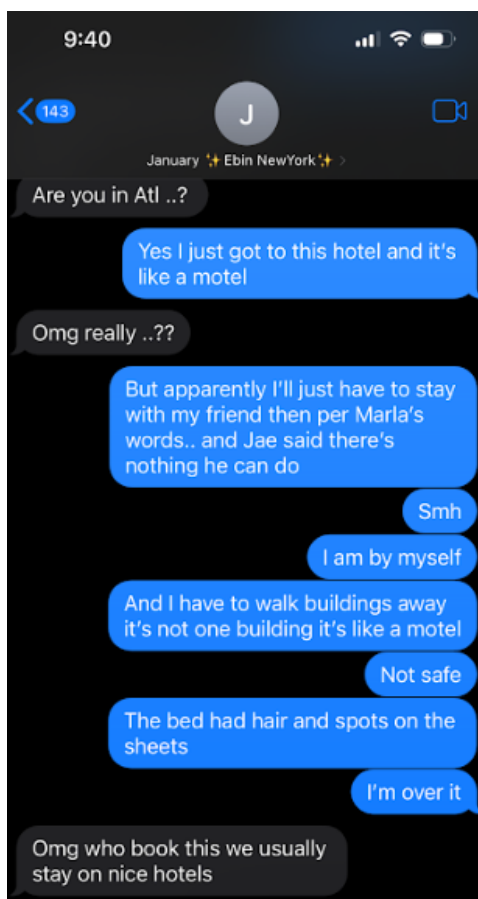 9:40
143
J
January ✨ Ebin NewYork✨ >
Are you in Atl ..?
Yes I just got to this hotel and it's
like a motel
Omg really ..??
But apparently I'll just have to stay
with my friend then per Marla's
words.. and Jae said there's
nothing he can do
Smh
I am by myself
And I have to walk buildings away
it's not one building it's like a motel
Not safe
The bed had hair and spots on the
sheets
I'm over it
Omg who book this we usually
stay on nice hotels